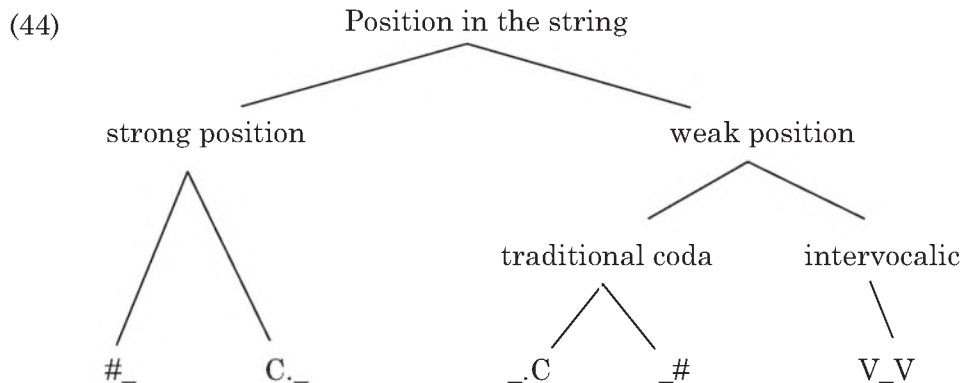 (44) Position in the string
strong position weak position
traditional coda intervocalic
#_ C._ _.C _# V_V